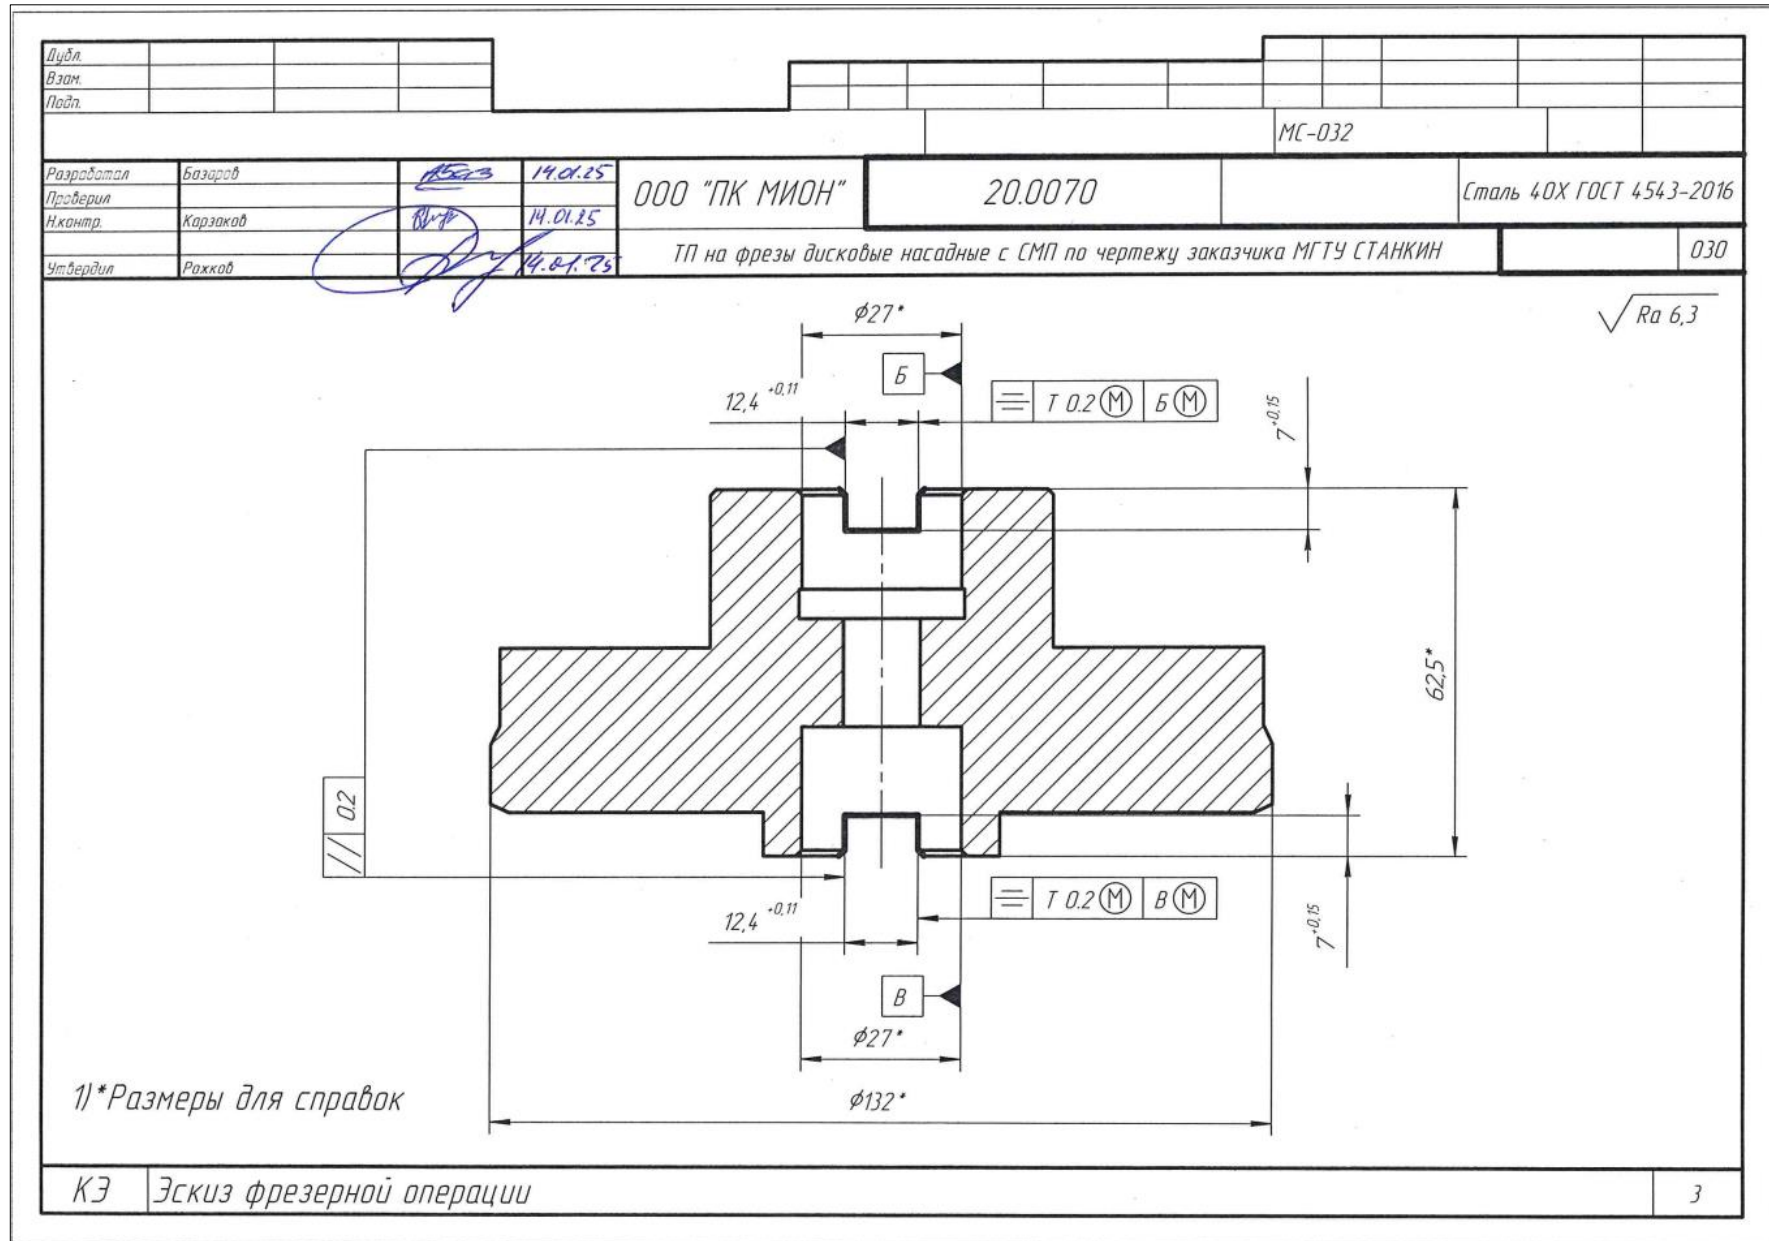 Дубл.
Взам.
Подп.
МС-032
Разработал Базаров 14.01.25
Проверил
Н.контр. Карзаков 14.01.25
Утвердил Рожков 14.01.25
ООО "ПК МИОН"
20.0070
Сталь 40Х ГОСТ 4543-2016
ТП на фрезы дисковые насадные с СМП по чертежу заказчика МГТУ СТАНКИН
030
Ra 6,3
⌀27*
Б
12,4 +0,11
T 0.2 Ⓜ Б Ⓜ
7 +0,15
62,5*
// 0.2
T 0.2 Ⓜ В Ⓜ
12,4 +0,11
7 +0,15
В
⌀27*
1)*Размеры для справок
⌀132*
КЭ Эскиз фрезерной операции 3